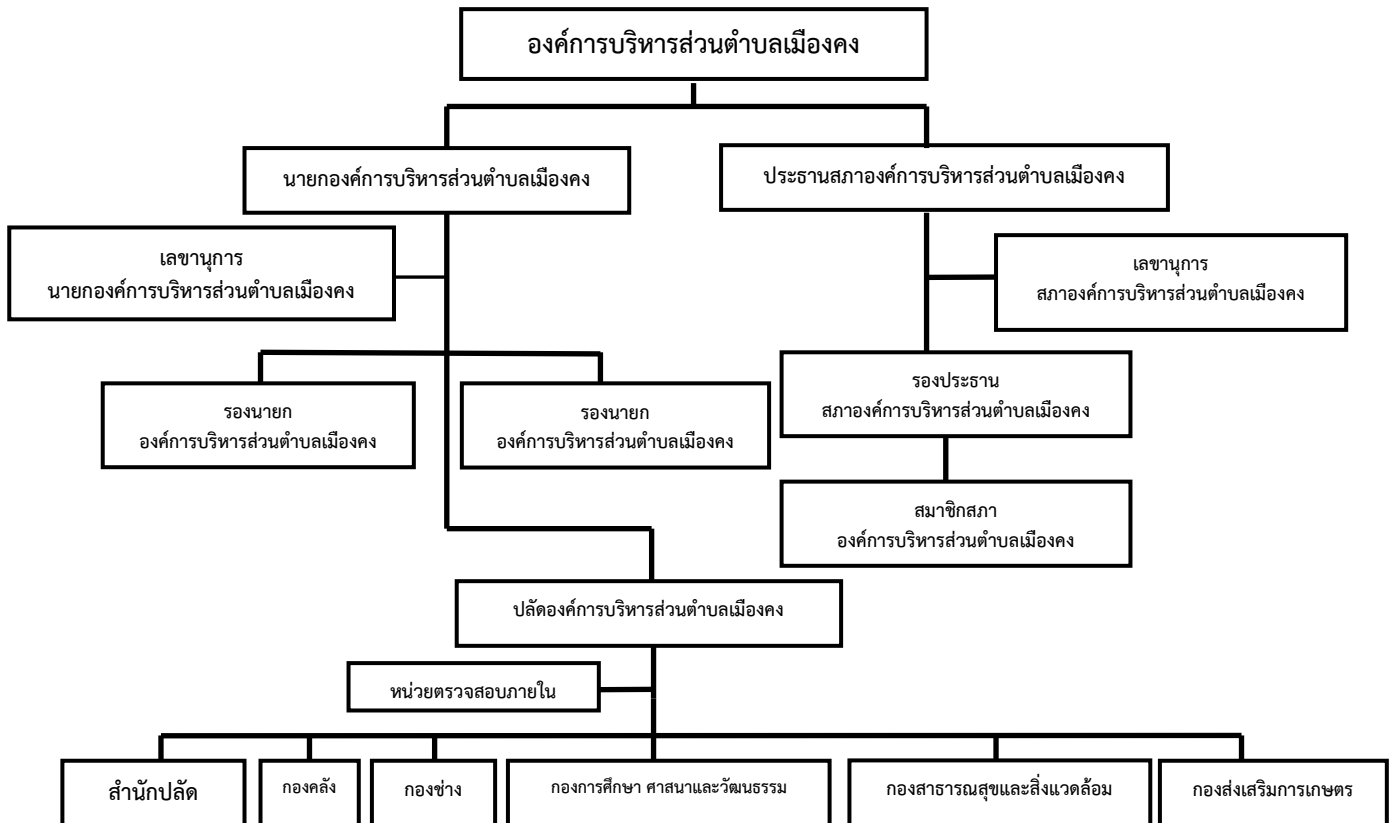 องค์การบริหารส่วนตำบลเมืองคง
นายกองค์การบริหารส่วนตำบลเมืองคง
ประธานสภาองค์การบริหารส่วนตำบลเมืองคง
เลขานุการ
นายกองค์การบริหารส่วนตำบลเมืองคง
เลขานุการ
สภาองค์การบริหารส่วนตำบลเมืองคง
รองนายก
องค์การบริหารส่วนตำบลเมืองคง
รองนายก
องค์การบริหารส่วนตำบลเมืองคง
รองประธาน
สภาองค์การบริหารส่วนตำบลเมืองคง
สมาชิกสภา
องค์การบริหารส่วนตำบลเมืองคง
ปลัดองค์การบริหารส่วนตำบลเมืองคง
หน่วยตรวจสอบภายใน
สำนักปลัด
กองคลัง
กองช่าง
กองการศึกษา ศาสนาและวัฒนธรรม
กองสาธารณสุขและสิ่งแวดล้อม
กองส่งเสริมการเกษตร